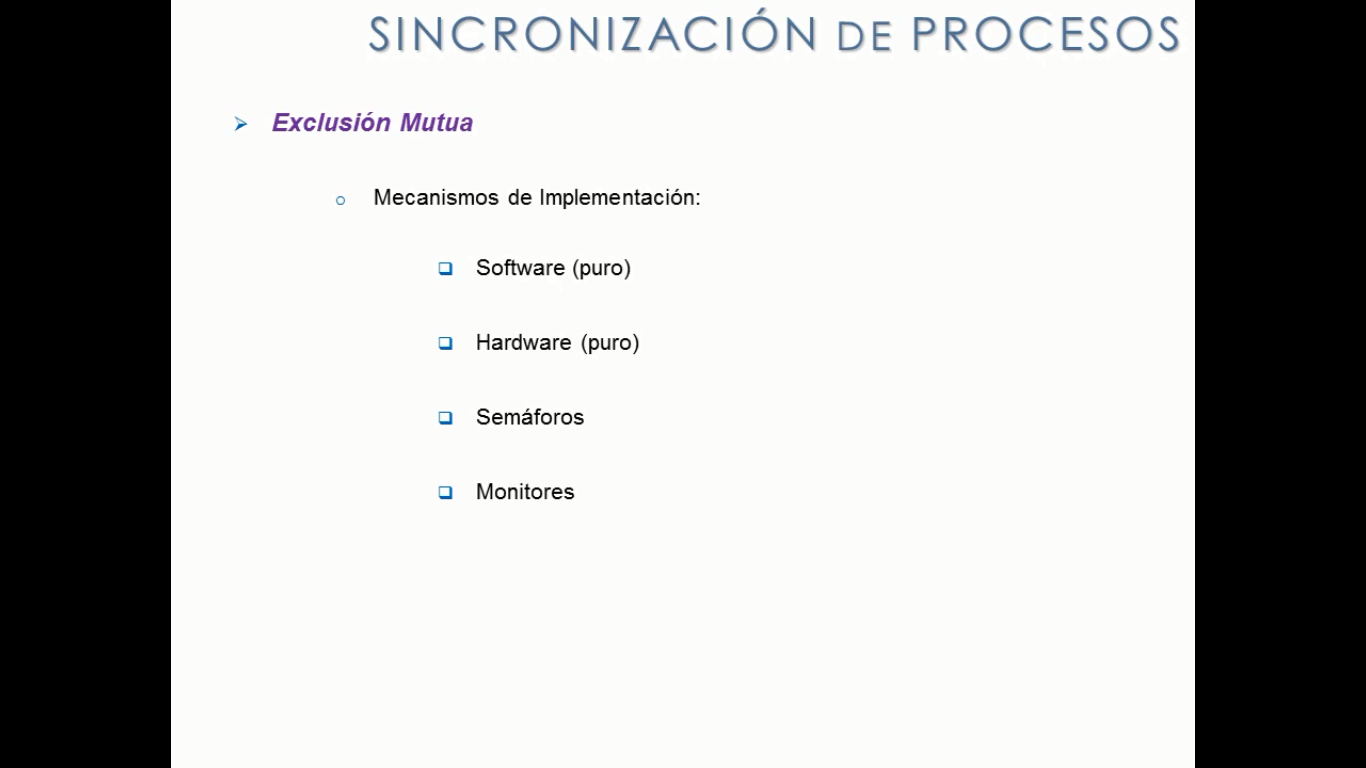 SINCRONIZACIÓN DE PROCESOS
Exclusión Mutua
Mecanismos de Implementación:
Software (puro)
Hardware (puro)
Semáforos
Monitores